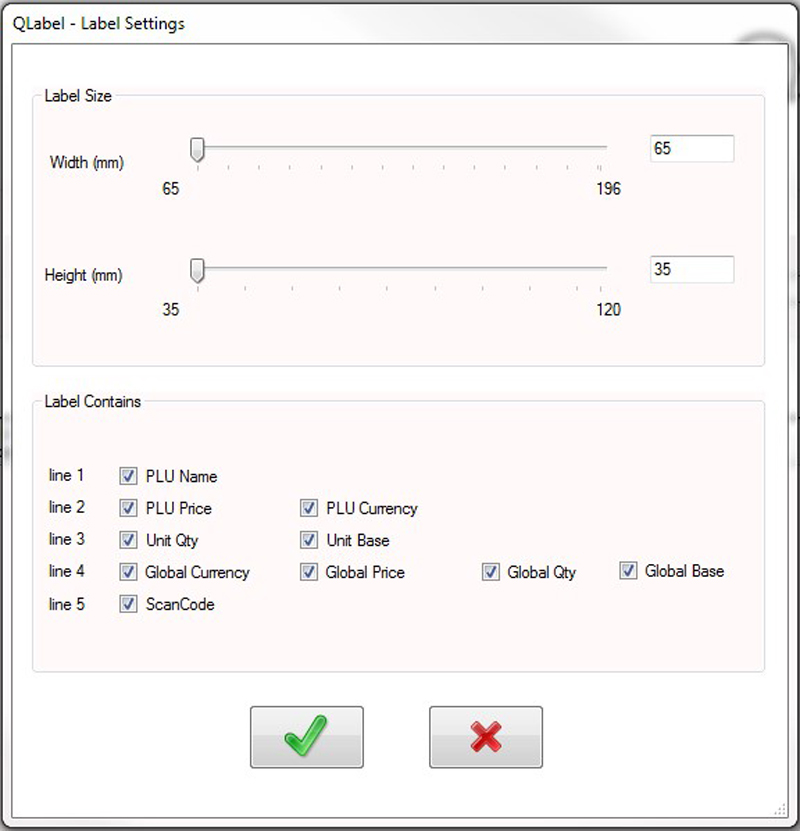 QLabel - Label Settings
Label Size
Width (mm)
65
65
196
Height (mm)
35
35
120
Label Contains
line 1 PLU Name
line 2 PLU Price PLU Currency
line 3 Unit Qty Unit Base
line 4 Global Currency Global Price Global Qty Global Base
line 5 ScanCode